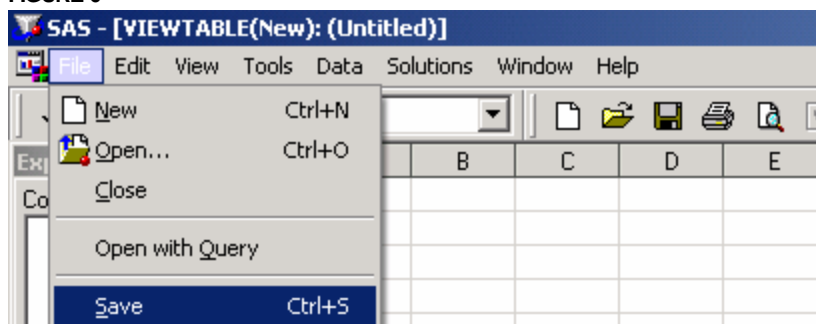 SAS - [VIEWTABLE(New): (Untitled)]
File Edit View Tools Data Solutions Window Help
New Ctrl+N
Open... Ctrl+O
B C D E
Close
Open with Query
Save Ctrl+S